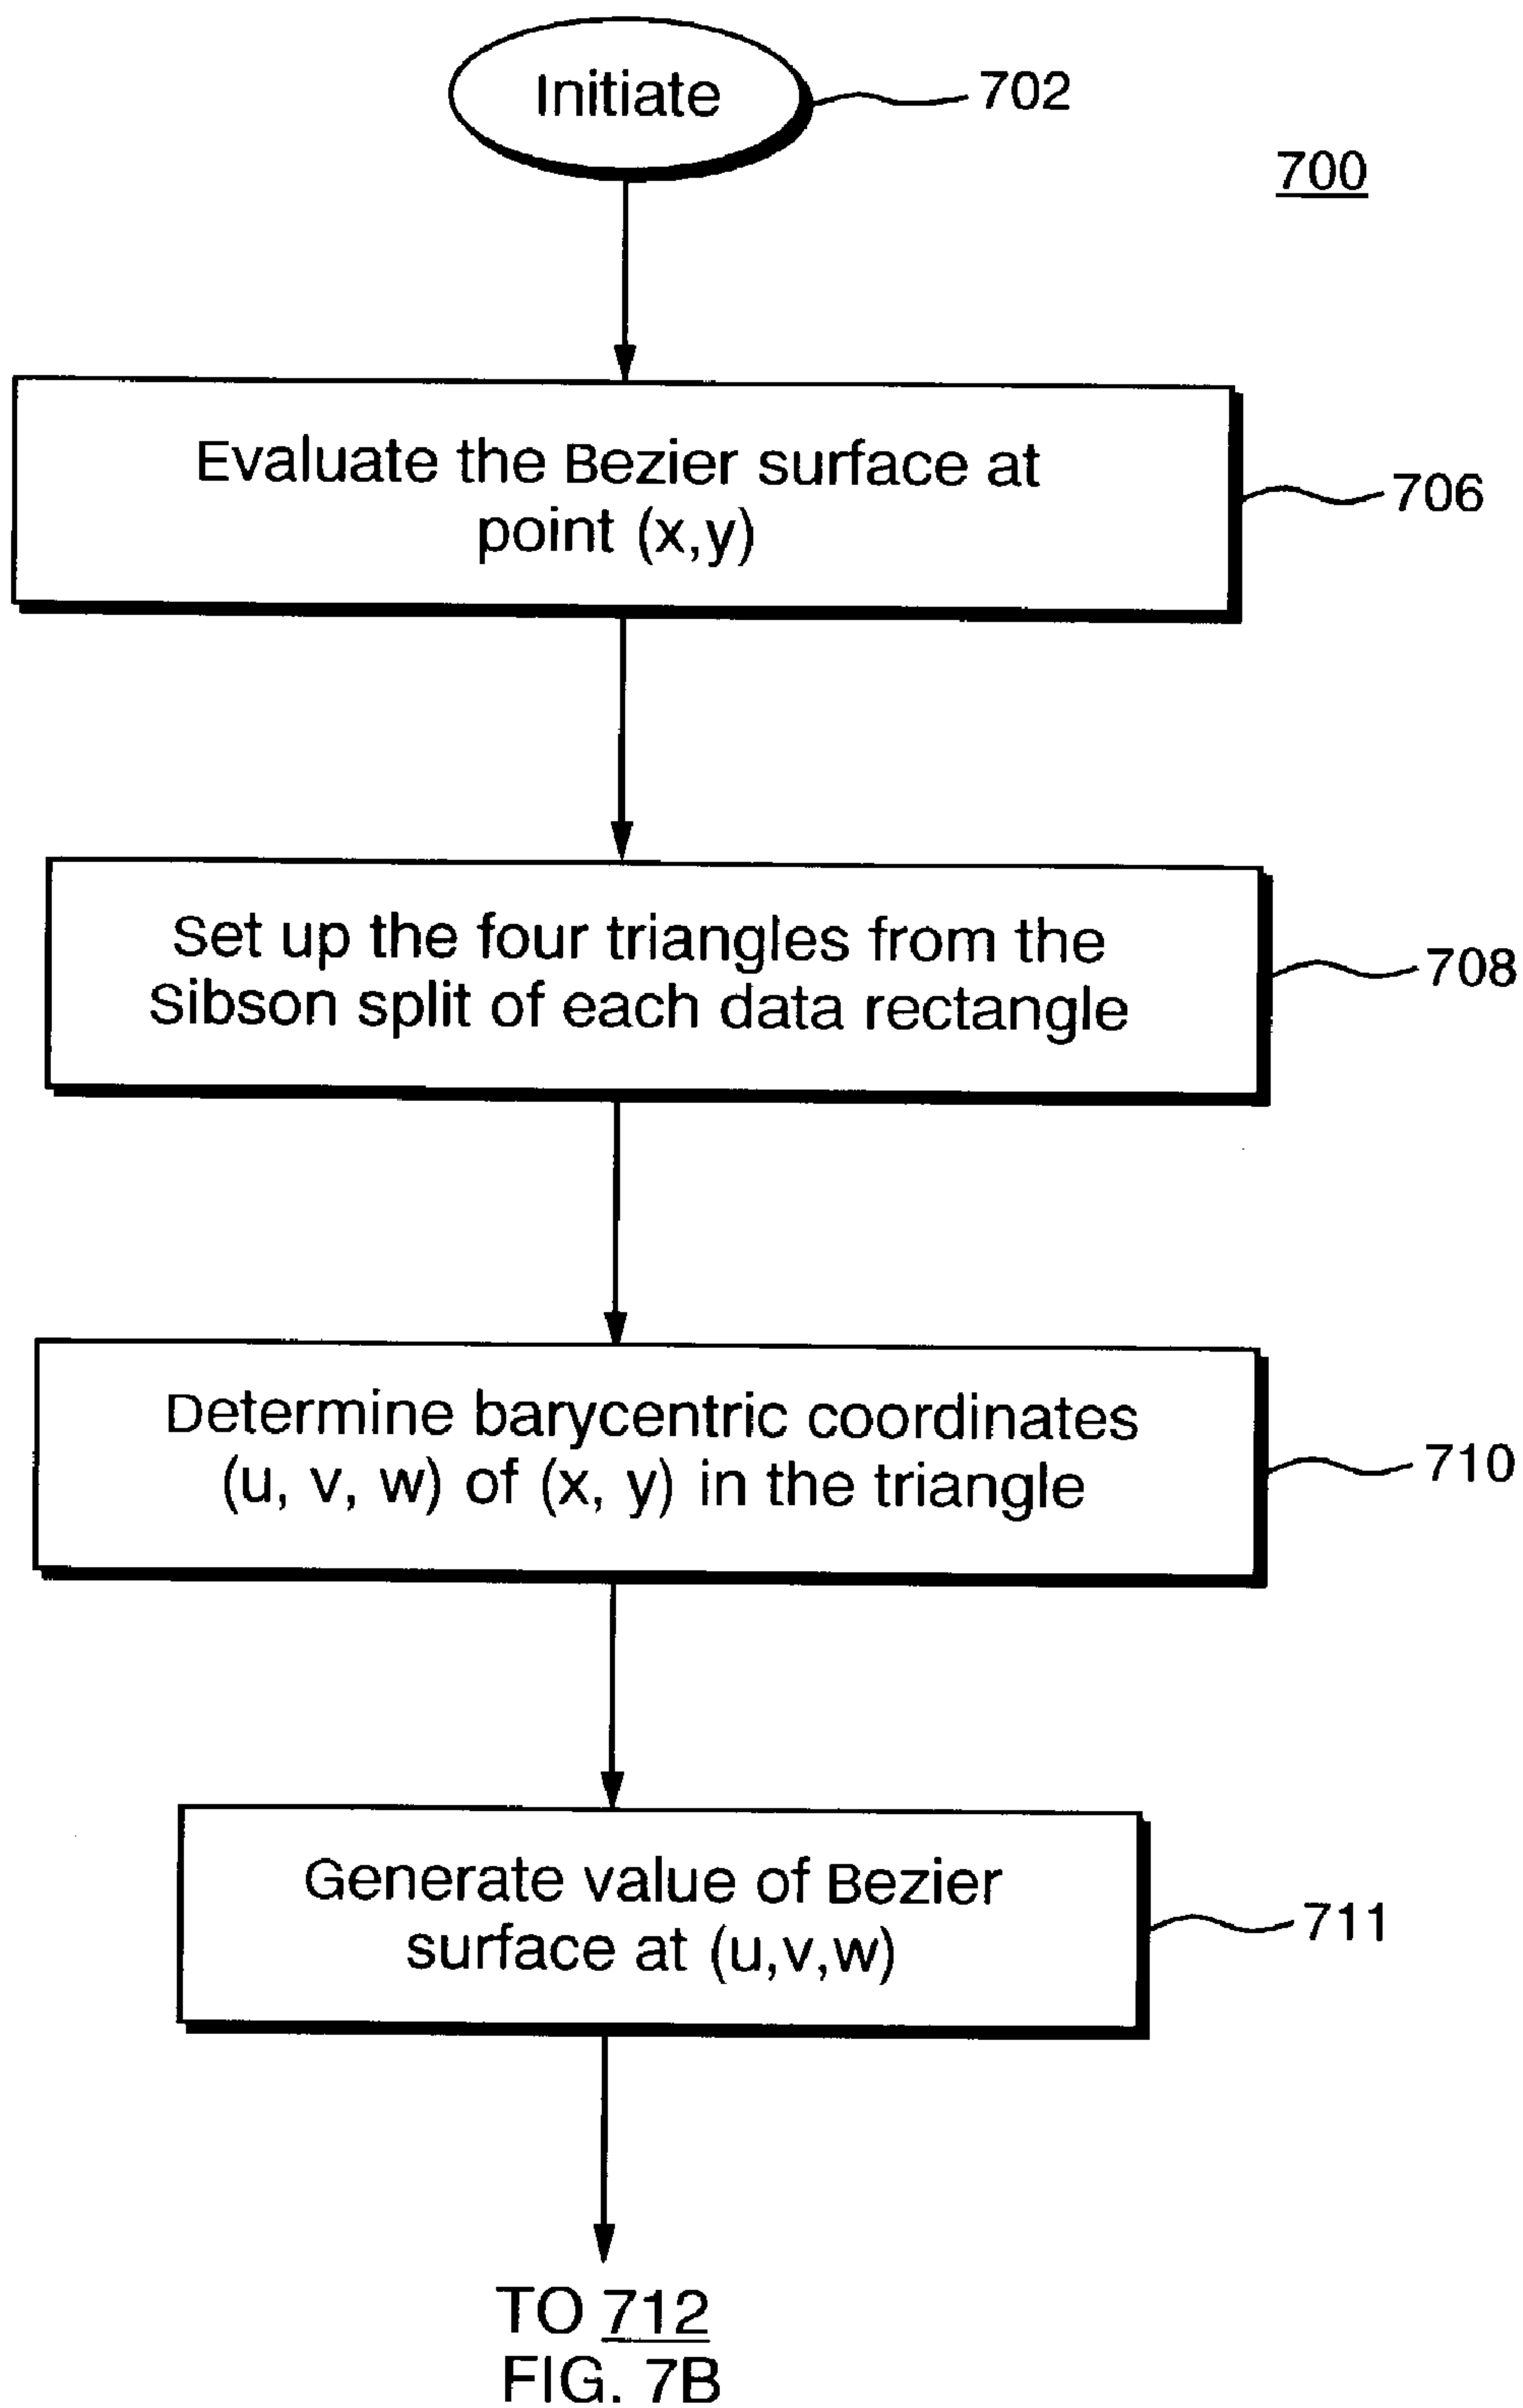 Initiate
702
700
Evaluate the Bezier surface at
point (x,y)
706
Set up the four triangles from the
Sibson split of each data rectangle
708
Determine barycentric coordinates
(u, v, w) of (x, y) in the triangle
710
Generate value of Bezier
surface at (u,v,w)
711
TO 712
FIG. 7B